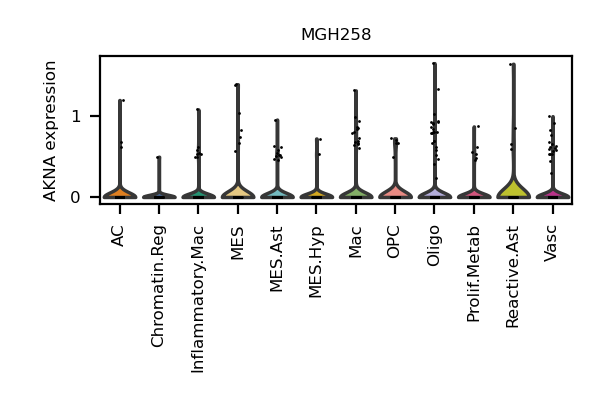 MGH258
AKNA expression
1
0
AC
Chromatin.Reg
Inflammatory.Mac
MES
MES.Ast
MES.Hyp
Mac
OPC
Oligo
Prolif.Metab
Reactive.Ast
Vasc